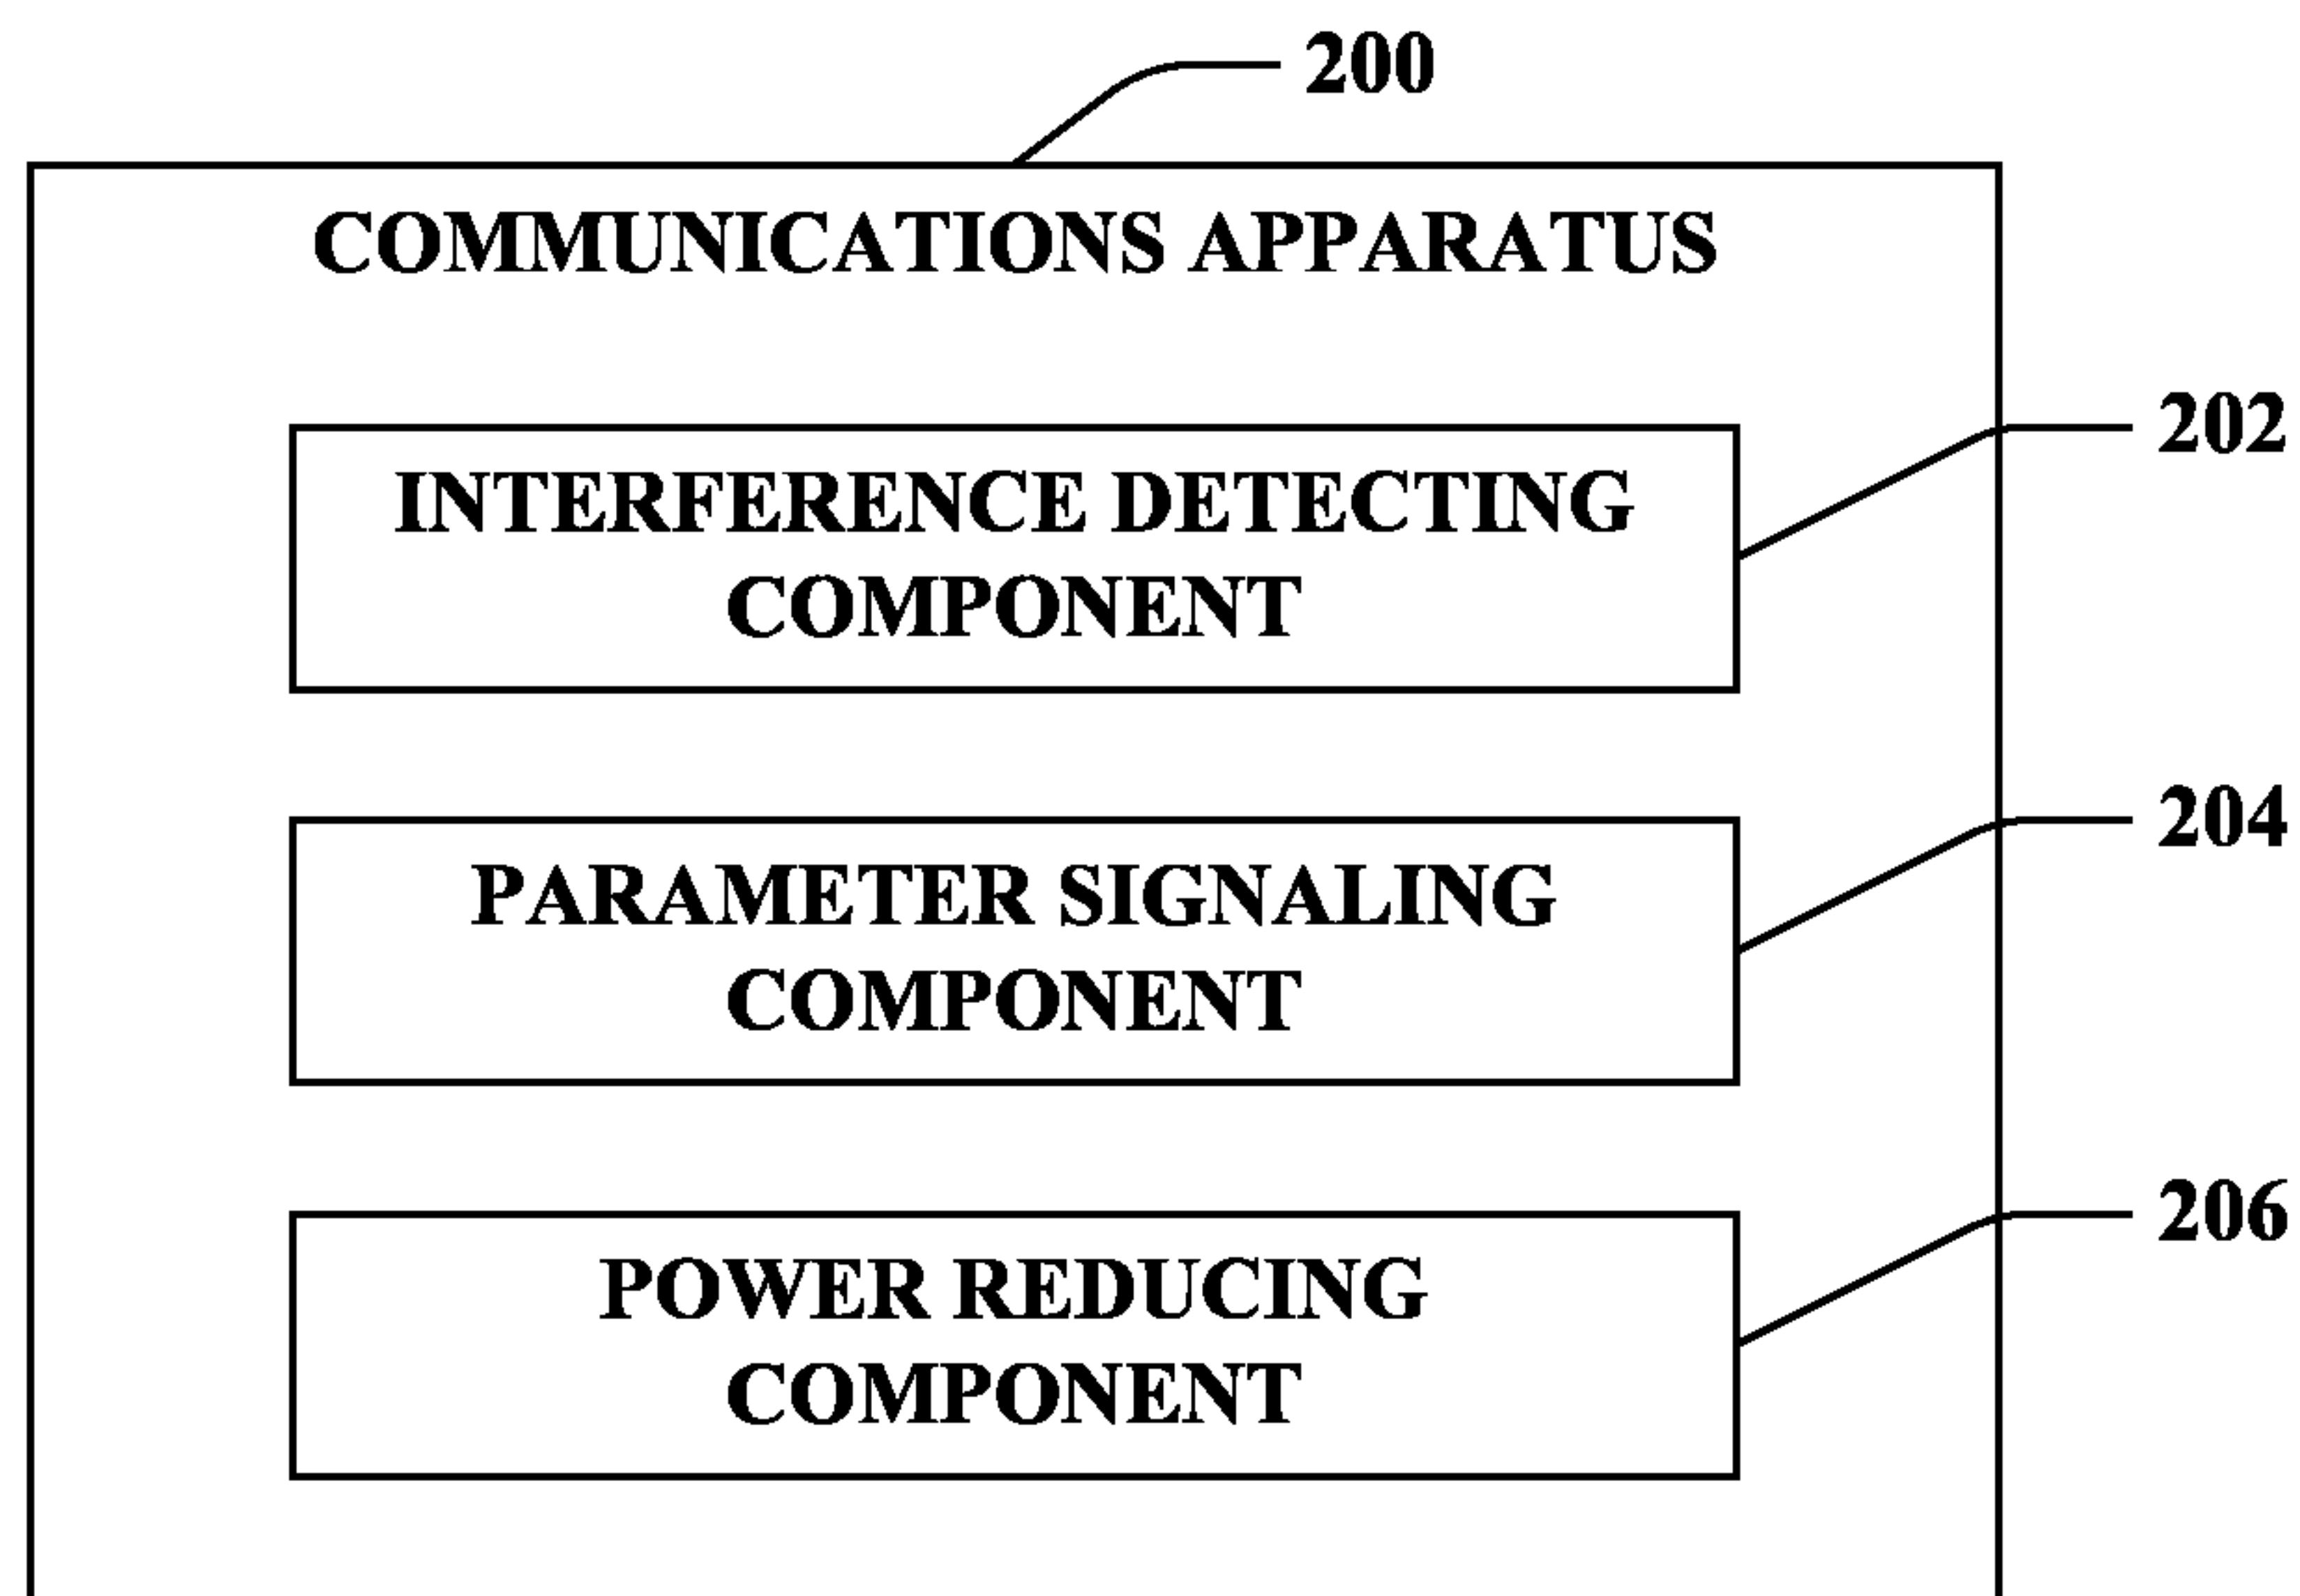 200
COMMUNICATIONS APPARATUS
202
INTERFERENCE DETECTING
COMPONENT
204
PARAMETER SIGNALING
COMPONENT
206
POWER REDUCING
COMPONENT